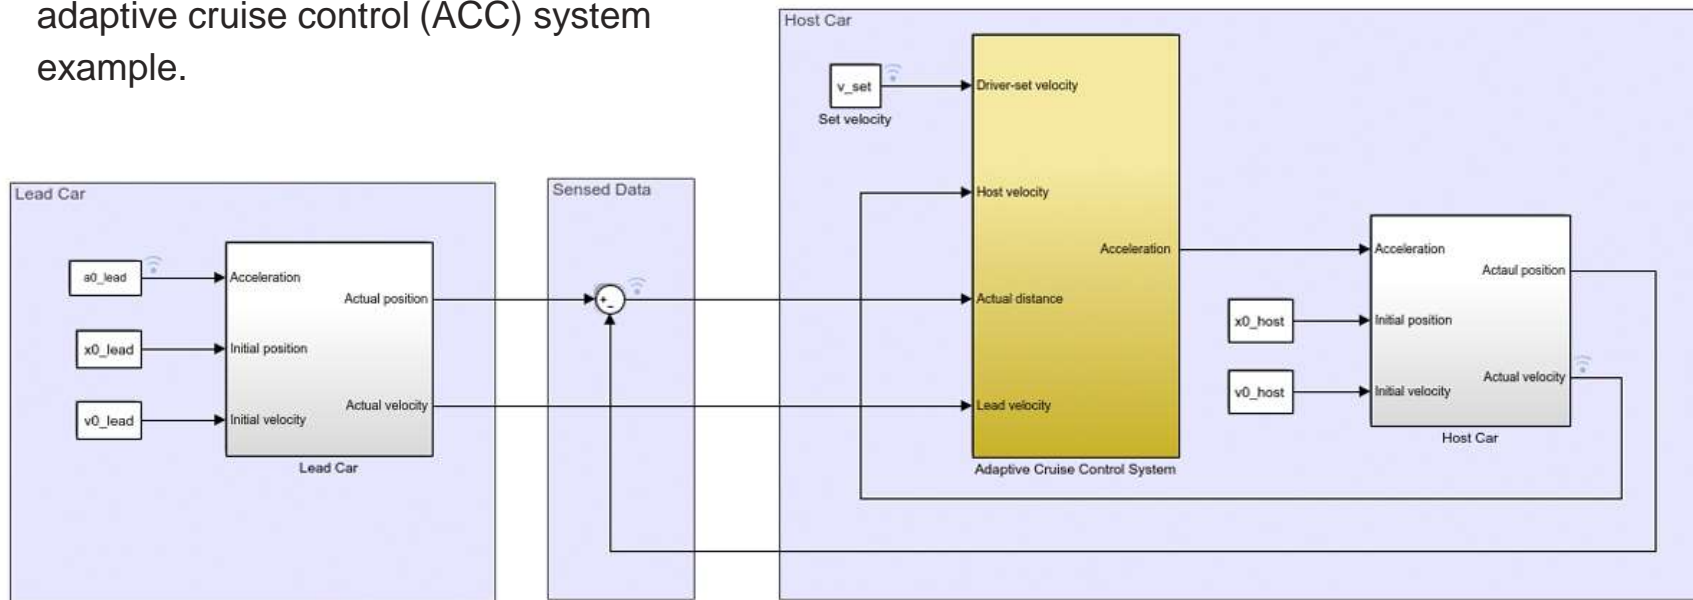 adaptive cruise control (ACC) system
example.
Host Car
v_set
Set velocity
Driver-set velocity
Host velocity
Actual distance
Lead velocity
Acceleration
Adaptive Cruise Control System
Lead Car
a0_lead
x0_lead
v0_lead
Acceleration
Initial position
Initial velocity
Actual position
Actual velocity
Lead Car
Sensed Data
+
-
x0_host
v0_host
Acceleration
Initial position
Initial velocity
Actaul position
Actual velocity
Host Car